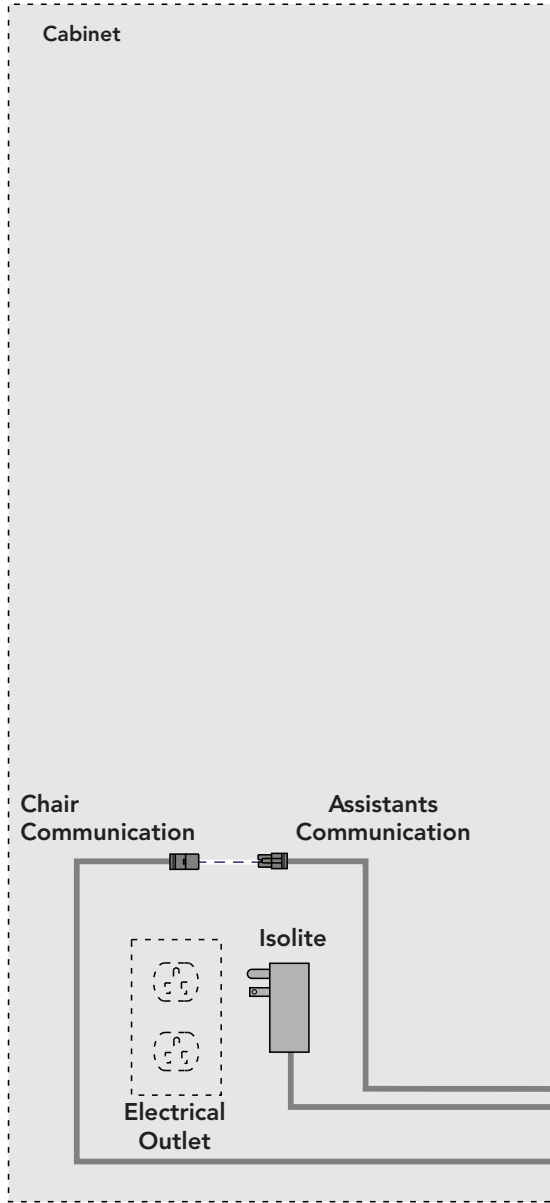 Cabinet
Chair
Communication
Assistants
Communication
Isolite
Electrical
Outlet